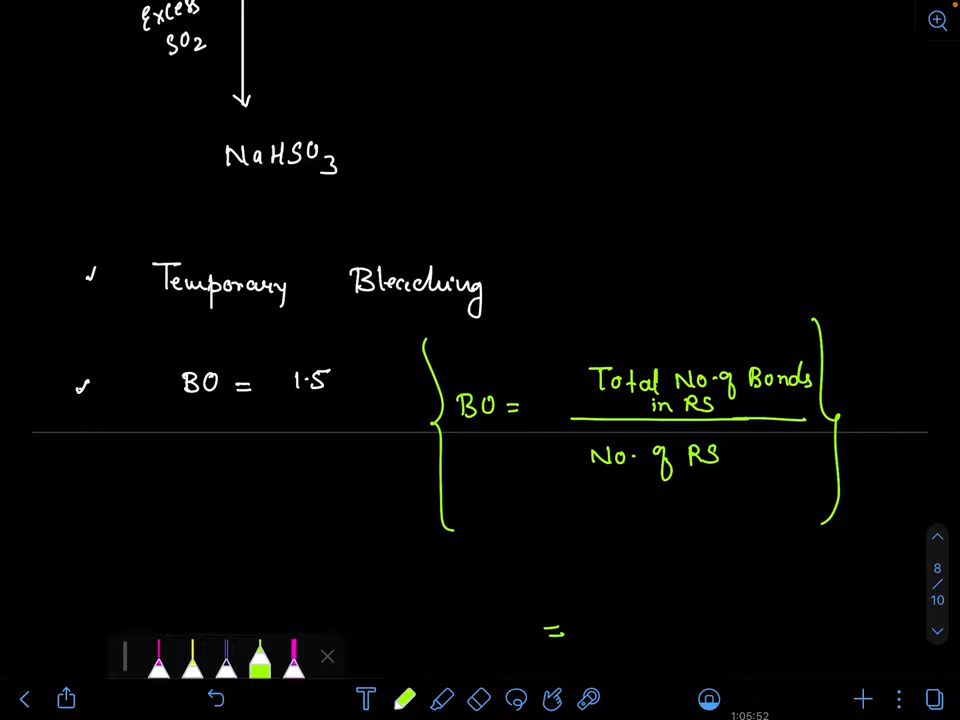 Excess
SO2
NaHSO3
✓ Temporary Bleaching
✓ BO = 1.5
BO = Total No. of Bonds
in RS
No. of RS
=
8
/
10
T
1:05:52